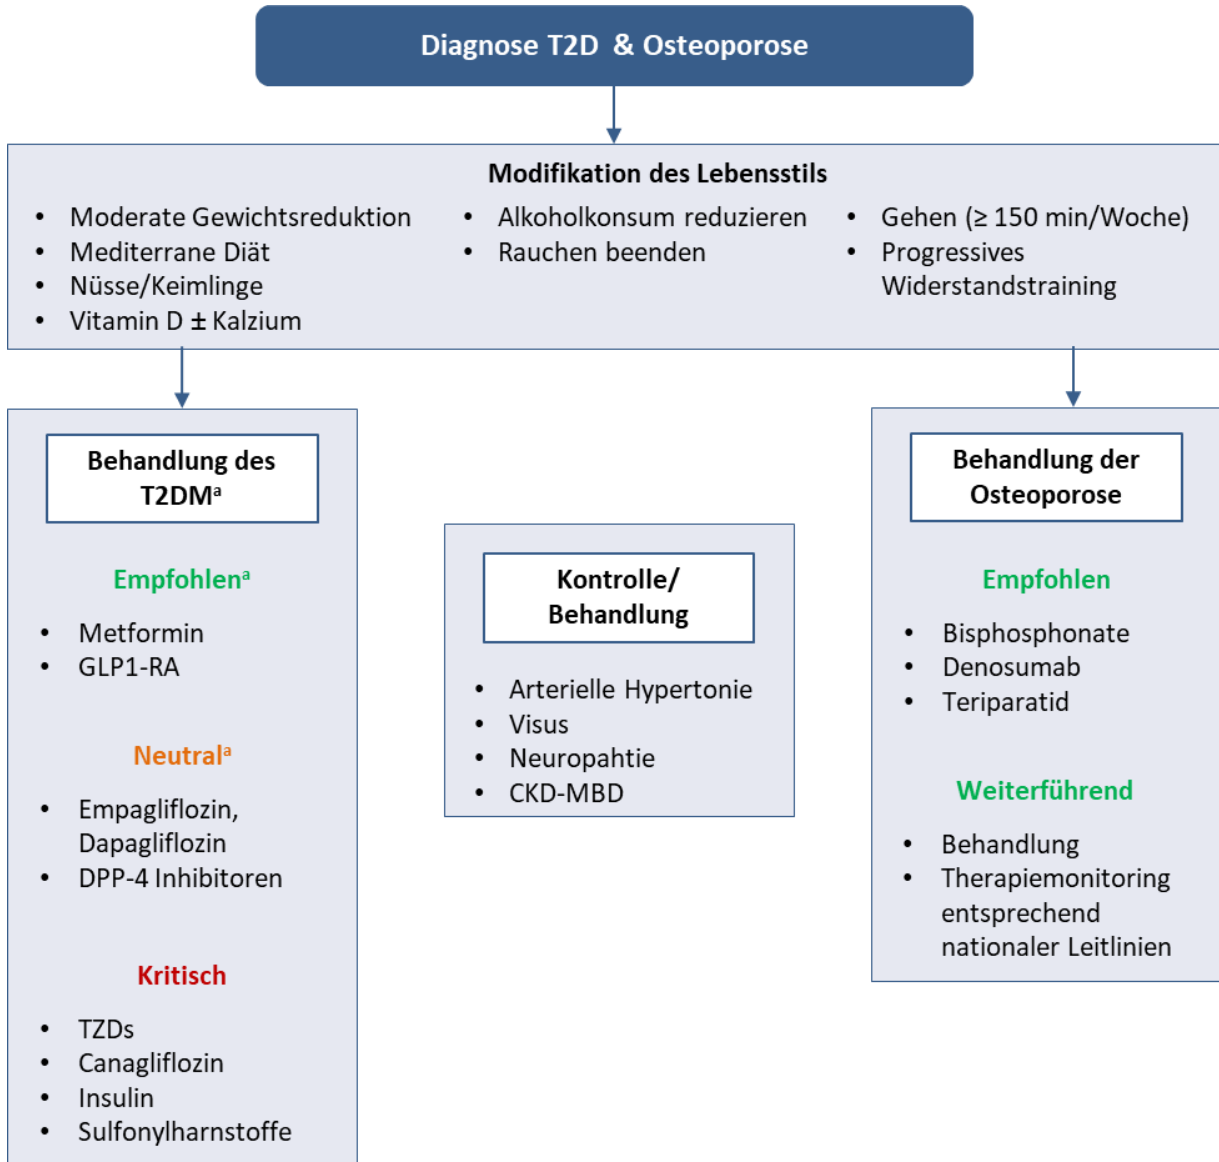 Diagnose T2D & Osteoporose
Modifikation des Lebensstils
• Moderate Gewichtsreduktion
• Mediterrane Diät
• Nüsse/Keimlinge
• Vitamin D ± Kalzium
• Alkoholkonsum reduzieren
• Rauchen beenden
• Gehen (≥ 150 min/Woche)
• Progressives
Widerstandstraining
Behandlung des
T2DMᵃ
Empfohlenᵃ
• Metformin
• GLP1-RA
Neutralᵃ
• Empagliflozin,
Dapagliflozin
• DPP-4 Inhibitoren
Kritisch
• TZDs
• Canagliflozin
• Insulin
• Sulfonylharnstoffe
Kontrolle/
Behandlung
• Arterielle Hypertonie
• Visus
• Neuropahtie
• CKD-MBD
Behandlung der
Osteoporose
Empfohlen
• Bisphosphonate
• Denosumab
• Teriparatid
Weiterführend
• Behandlung
• Therapiemonitoring
entsprechend
nationaler Leitlinien